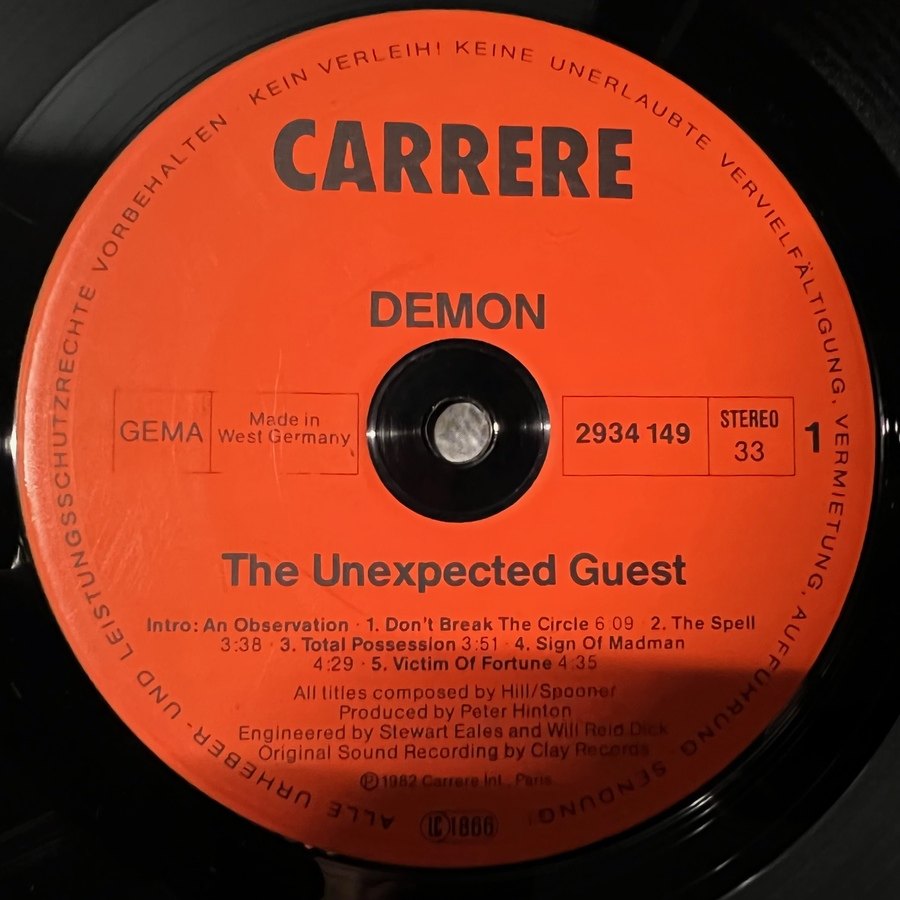 ALLE URHEBER- UND LEISTUNGSSCHUTZRECHTE VORBEHALTEN · KEIN VERLEIH! KEINE UNERLAUBTE VERVIELFÄLTIGUNG, VERMIETUNG, AUFFÜHRUNG, SENDUNG!
CARRERE
DEMON
GEMA
Made in
West Germany
2934 149
STEREO
33
1
The Unexpected Guest
Intro: An Observation · 1. Don't Break The Circle 6:09 · 2. The Spell
3:38 · 3. Total Possession 3:51 · 4. Sign Of Madman
4:29 · 5. Victim Of Fortune 4:35
All titles composed by Hill/Spooner
Produced by Peter Hinton
Engineered by Stewart Eales and Will Reid Dick
Original Sound Recording by Clay Records
Ⓟ 1982 Carrere Int. Paris
LC 1866